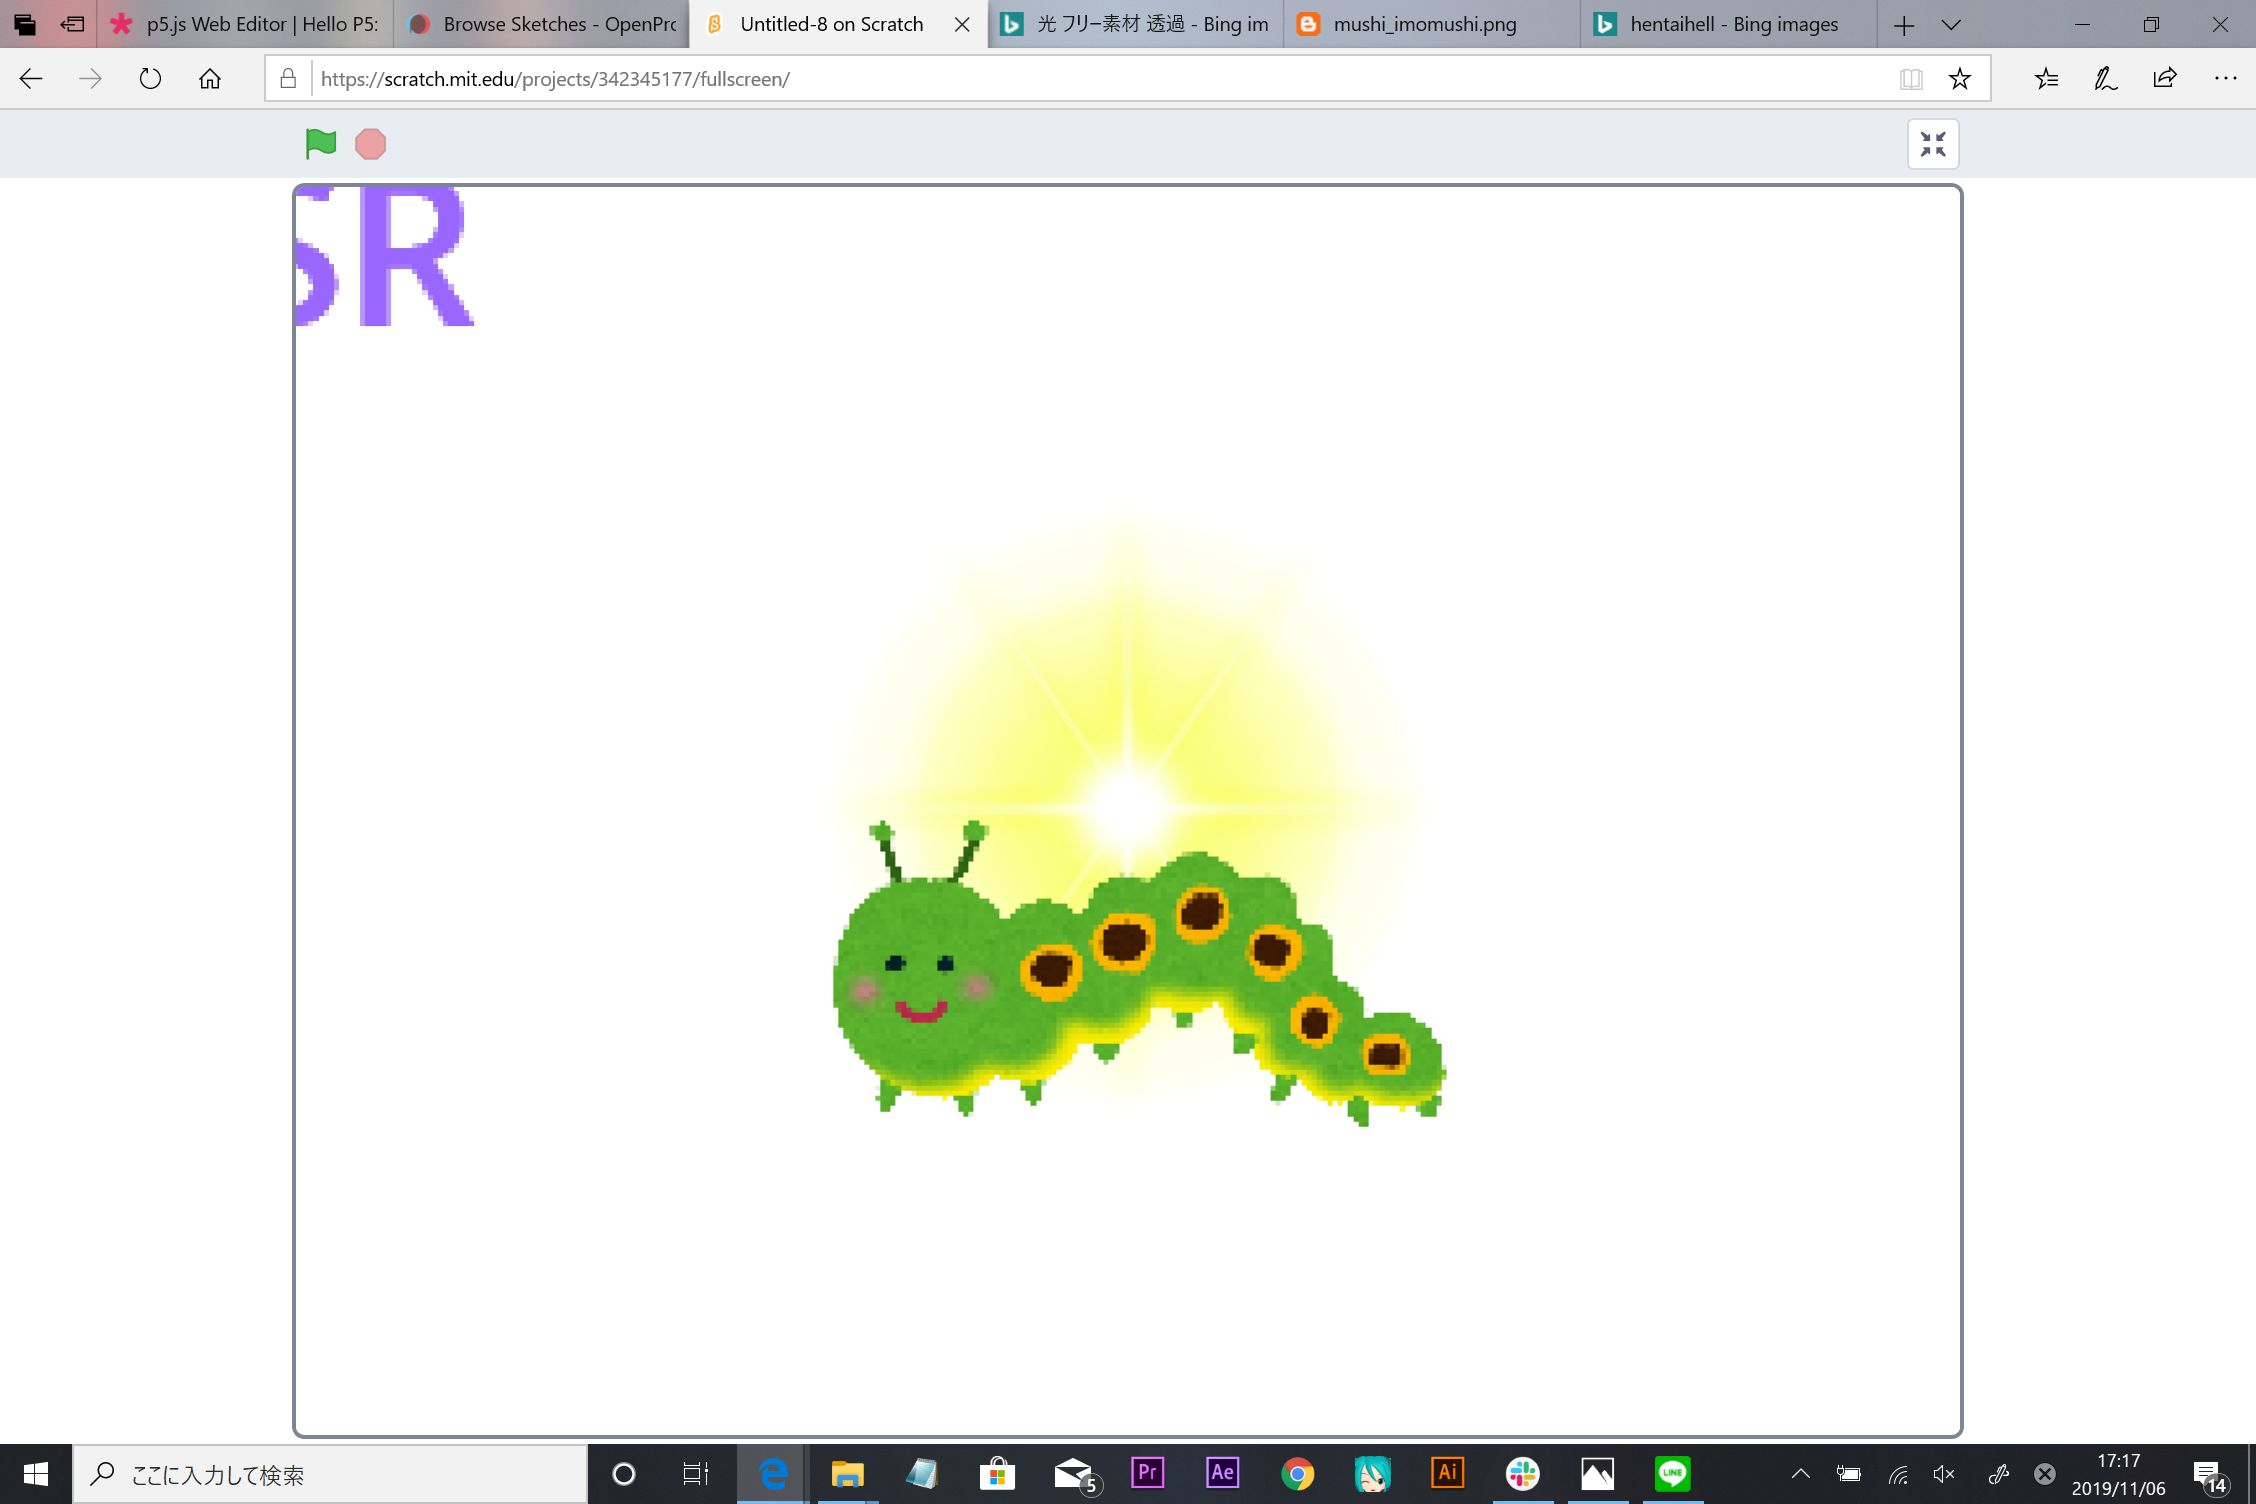 p5.js Web Editor | Hello P5:
Browse Sketches - OpenPro
Untitled-8 on Scratch
光 フリー素材 透過 - Bing im
mushi_imomushi.png
hentaihell - Bing images
https://scratch.mit.edu/projects/342345177/fullscreen/
SR
ここに入力して検索
5
Pr
Ae
Ai
LINE
17:17
2019/11/06
14